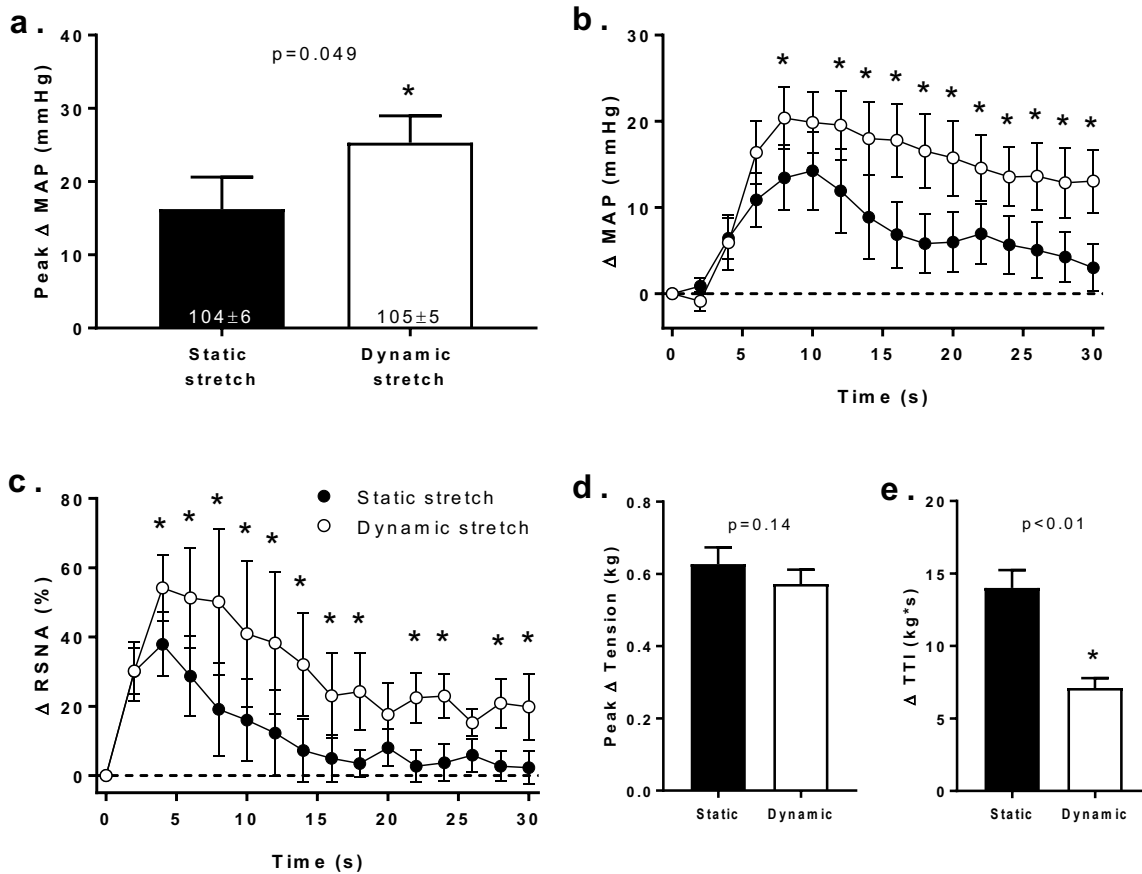 a.
Peak Δ MAP (mmHg)
40
30
20
10
0
p=0.049
*
104±6
105±5
Static
stretch
Dynamic
stretch
b.
Δ MAP (mmHg)
30
20
10
0
* * * * * * * * * * *
0 5 10 15 20 25 30
Time (s)
c.
Δ RSNA (%)
80
60
40
20
0
Static stretch
Dynamic stretch
* * * * * * * * * * * *
0 5 10 15 20 25 30
Time (s)
d.
Peak Δ Tension (kg)
0.8
0.6
0.4
0.2
0.0
p=0.14
Static Dynamic
e.
Δ TTI (kg*s)
20
15
10
5
0
p<0.01
*
Static Dynamic